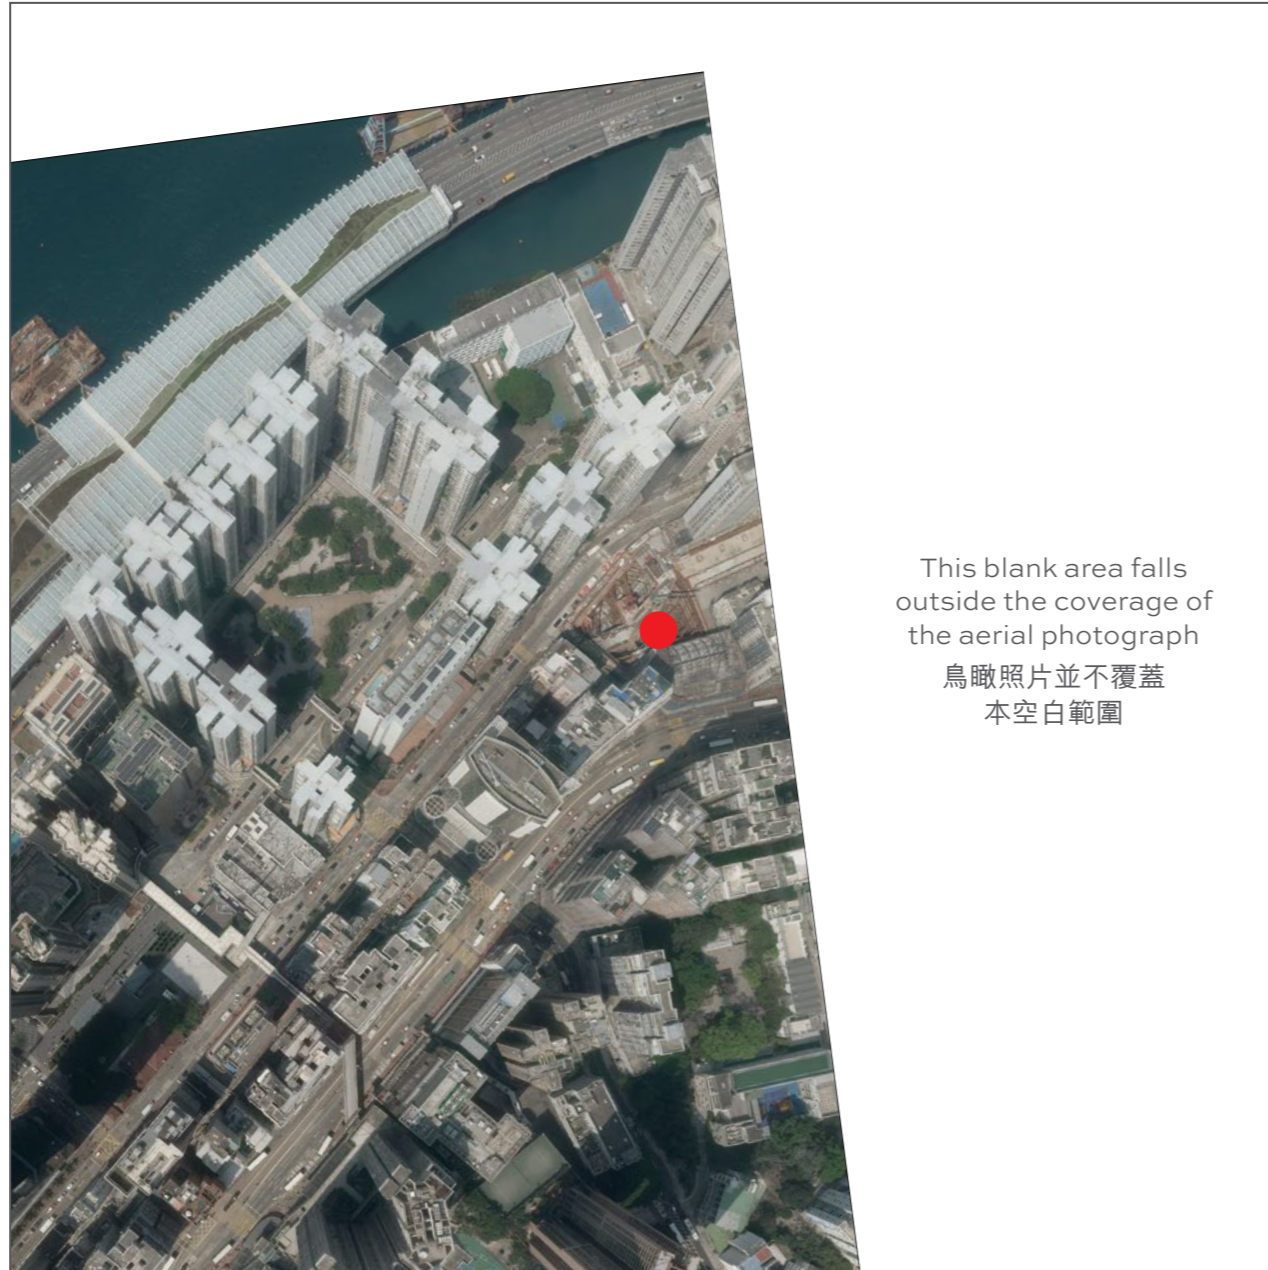 This blank area falls
outside the coverage of
the aerial photograph
鳥瞰照片並不覆蓋
本空白範圍